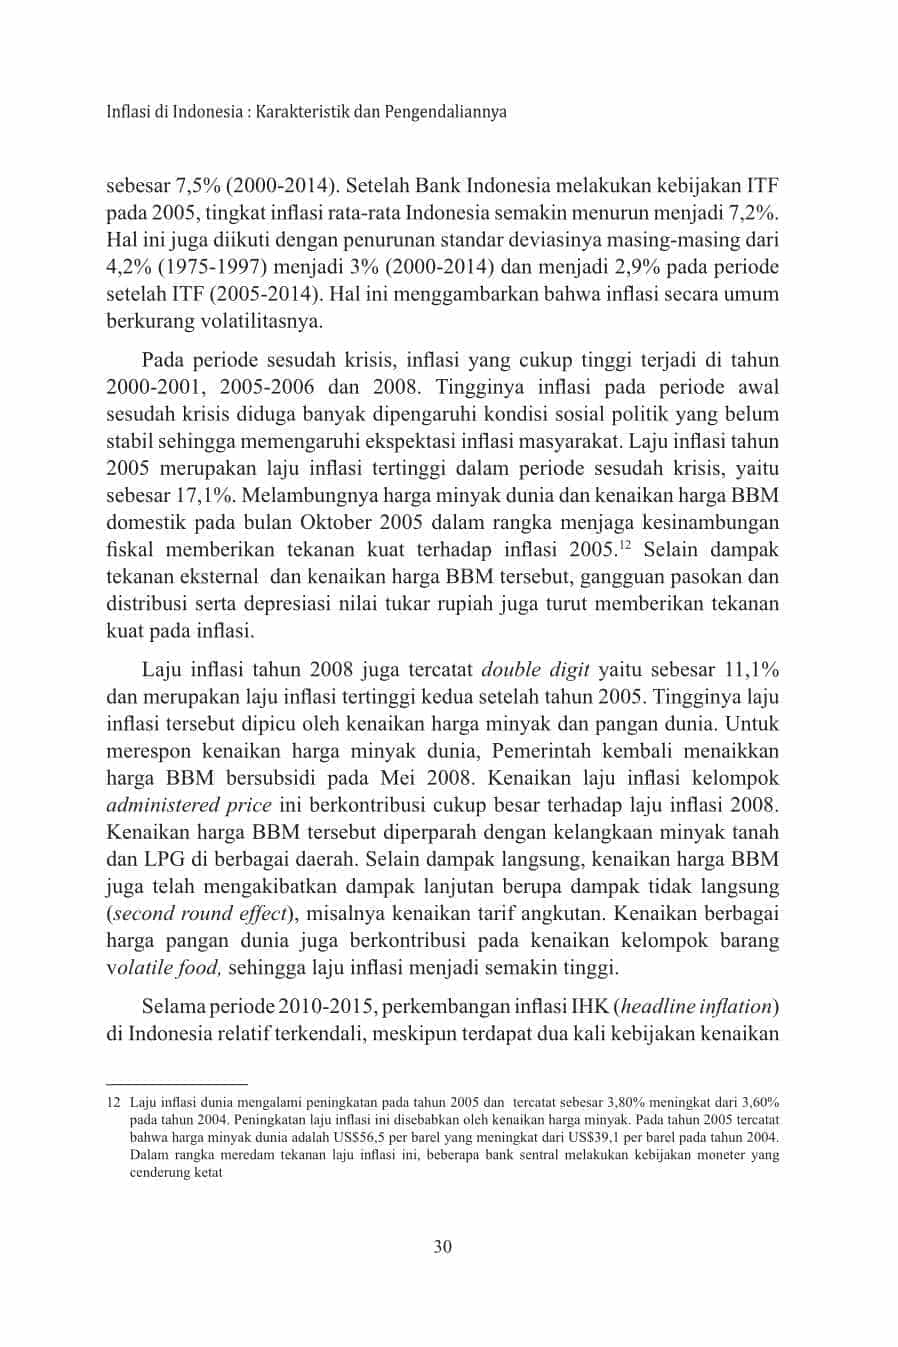 Inflasi di Indonesia : Karakteristik dan Pengendaliannya
sebesar 7,5% (2000-2014). Setelah Bank Indonesia melakukan kebijakan ITF
pada 2005, tingkat inflasi rata-rata Indonesia semakin menurun menjadi 7,2%.
Hal ini juga diikuti dengan penurunan standar deviasinya masing-masing dari
4,2% (1975-1997) menjadi 3% (2000-2014) dan menjadi 2,9% pada periode
setelah ITF (2005-2014). Hal ini menggambarkan bahwa inflasi secara umum
berkurang volatilitasnya.
Pada periode sesudah krisis, inflasi yang cukup tinggi terjadi di tahun
2000-2001, 2005-2006 dan 2008. Tingginya inflasi pada periode awal
sesudah krisis diduga banyak dipengaruhi kondisi sosial politik yang belum
stabil sehingga memengaruhi ekspektasi inflasi masyarakat. Laju inflasi tahun
2005 merupakan laju inflasi tertinggi dalam periode sesudah krisis, yaitu
sebesar 17,1%. Melambungnya harga minyak dunia dan kenaikan harga BBM
domestik pada bulan Oktober 2005 dalam rangka menjaga kesinambungan
fiskal memberikan tekanan kuat terhadap inflasi 2005.12 Selain dampak
tekanan eksternal  dan kenaikan harga BBM tersebut, gangguan pasokan dan
distribusi serta depresiasi nilai tukar rupiah juga turut memberikan tekanan
kuat pada inflasi.
Laju inflasi tahun 2008 juga tercatat double digit yaitu sebesar 11,1%
dan merupakan laju inflasi tertinggi kedua setelah tahun 2005. Tingginya laju
inflasi tersebut dipicu oleh kenaikan harga minyak dan pangan dunia. Untuk
merespon kenaikan harga minyak dunia, Pemerintah kembali menaikkan
harga BBM bersubsidi pada Mei 2008. Kenaikan laju inflasi kelompok
administered price ini berkontribusi cukup besar terhadap laju inflasi 2008.
Kenaikan harga BBM tersebut diperparah dengan kelangkaan minyak tanah
dan LPG di berbagai daerah. Selain dampak langsung, kenaikan harga BBM
juga telah mengakibatkan dampak lanjutan berupa dampak tidak langsung
(second round effect), misalnya kenaikan tarif angkutan. Kenaikan berbagai
harga pangan dunia juga berkontribusi pada kenaikan kelompok barang
volatile food, sehingga laju inflasi menjadi semakin tinggi.
Selama periode 2010-2015, perkembangan inflasi IHK (headline inflation)
di Indonesia relatif terkendali, meskipun terdapat dua kali kebijakan kenaikan
12 Laju inflasi dunia mengalami peningkatan pada tahun 2005 dan  tercatat sebesar 3,80% meningkat dari 3,60%
pada tahun 2004. Peningkatan laju inflasi ini disebabkan oleh kenaikan harga minyak. Pada tahun 2005 tercatat
bahwa harga minyak dunia adalah US$56,5 per barel yang meningkat dari US$39,1 per barel pada tahun 2004.
Dalam rangka meredam tekanan laju inflasi ini, beberapa bank sentral melakukan kebijakan moneter yang
cenderung ketat
30